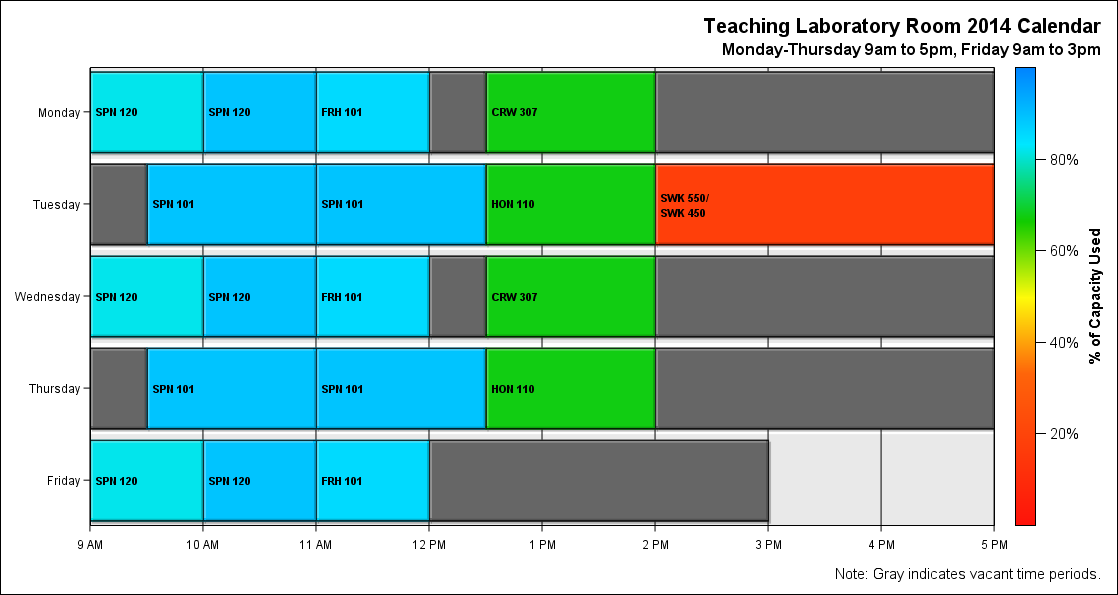 Teaching Laboratory Room 2014 Calendar
Monday-Thursday 9am to 5pm, Friday 9am to 3pm
Monday
SPN 120
SPN 120
FRH 101
CRW 307
Tuesday
SPN 101
SPN 101
HON 110
SWK 550/
SWK 450
Wednesday
SPN 120
SPN 120
FRH 101
CRW 307
Thursday
SPN 101
SPN 101
HON 110
Friday
SPN 120
SPN 120
FRH 101
9 AM
10 AM
11 AM
12 PM
1 PM
2 PM
3 PM
4 PM
5 PM
80%
60%
40%
20%
% of Capacity Used
Note: Gray indicates vacant time periods.